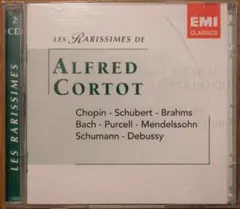 EMI
CLASSICS
LES RARISSIMES DE
ALFRED
CORTOT
Chopin - Schubert - Brahms
Bach - Purcell - Mendelssohn
Schumann - Debussy
LES RARISSIMES
2
CD